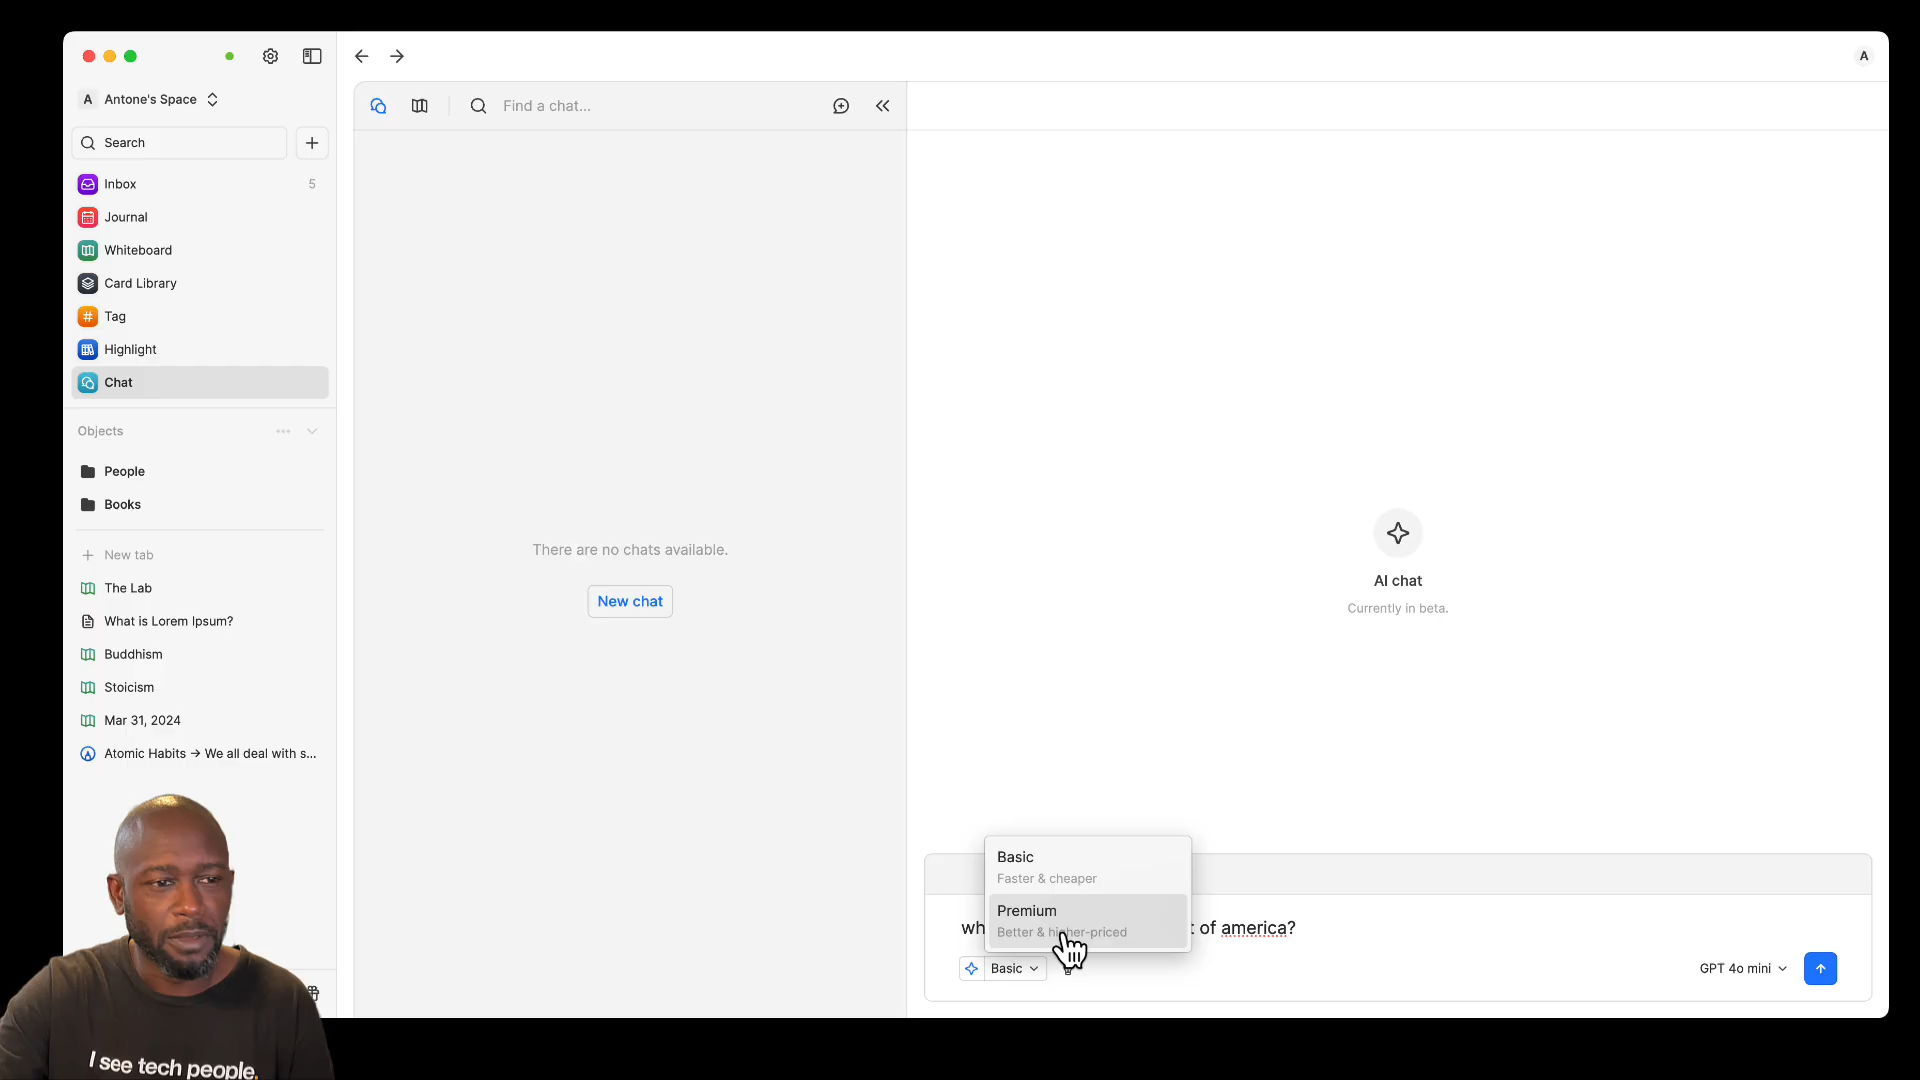 A Antone's Space
A
Find a chat...
Search
Inbox 5
Journal
Whiteboard
Card Library
# Tag
Highlight
Chat
Objects
People
Books
New tab
The Lab
What is Lorem Ipsum?
Buddhism
Stoicism
Mar 31, 2024
Atomic Habits → We all deal with s...
There are no chats available.
New chat
AI chat
Currently in beta.
Basic
Faster & cheaper
Premium
Better & higher-priced
of america?
Basic
GPT 4o mini
I see tech people.